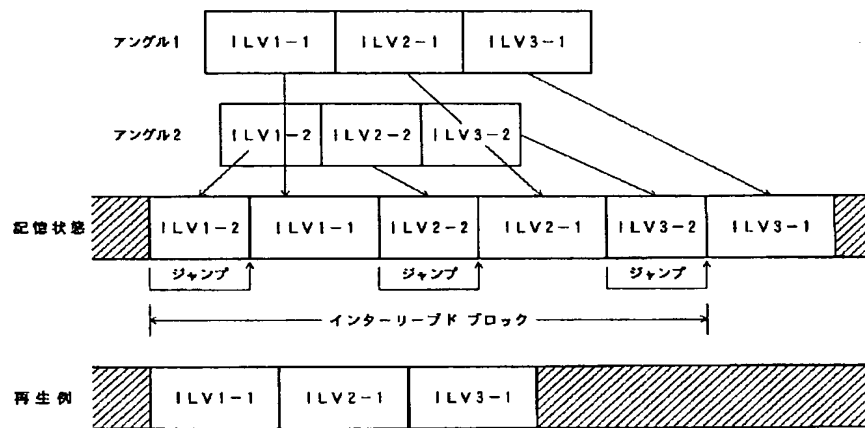 アングル1 ILV1-1 ILV2-1 ILV3-1
アングル2 ILV1-2 ILV2-2 ILV3-2
記憶状態 ILV1-2 ILV1-1 ILV2-2 ILV2-1 ILV3-2 ILV3-1
ジャンプ ジャンプ ジャンプ
インターリーブド ブロック
再生例 ILV1-1 ILV2-1 ILV3-1